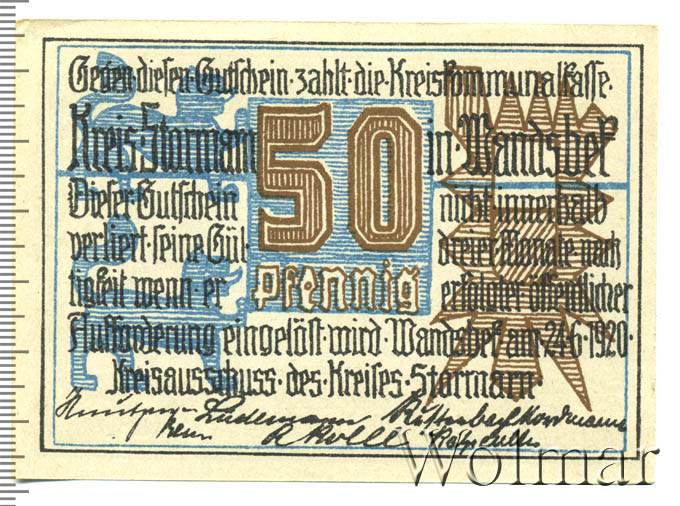 Gegen diesen Gutschein zahlt die Kreiskommunalkasse
Kreis Stormarn 50 in Wandsbek
Dieser Gutschein nicht innerhalb
verliert seine Gül- dreier Monate nach
Pfennig
tigkeit wenn er erfolgter öffentlicher
Aufforderung eingelöst wird. Wandsbek am 24·6·1920·
Kreisausschuss des Kreises Stormarn·
Lüdemann
Wolmar